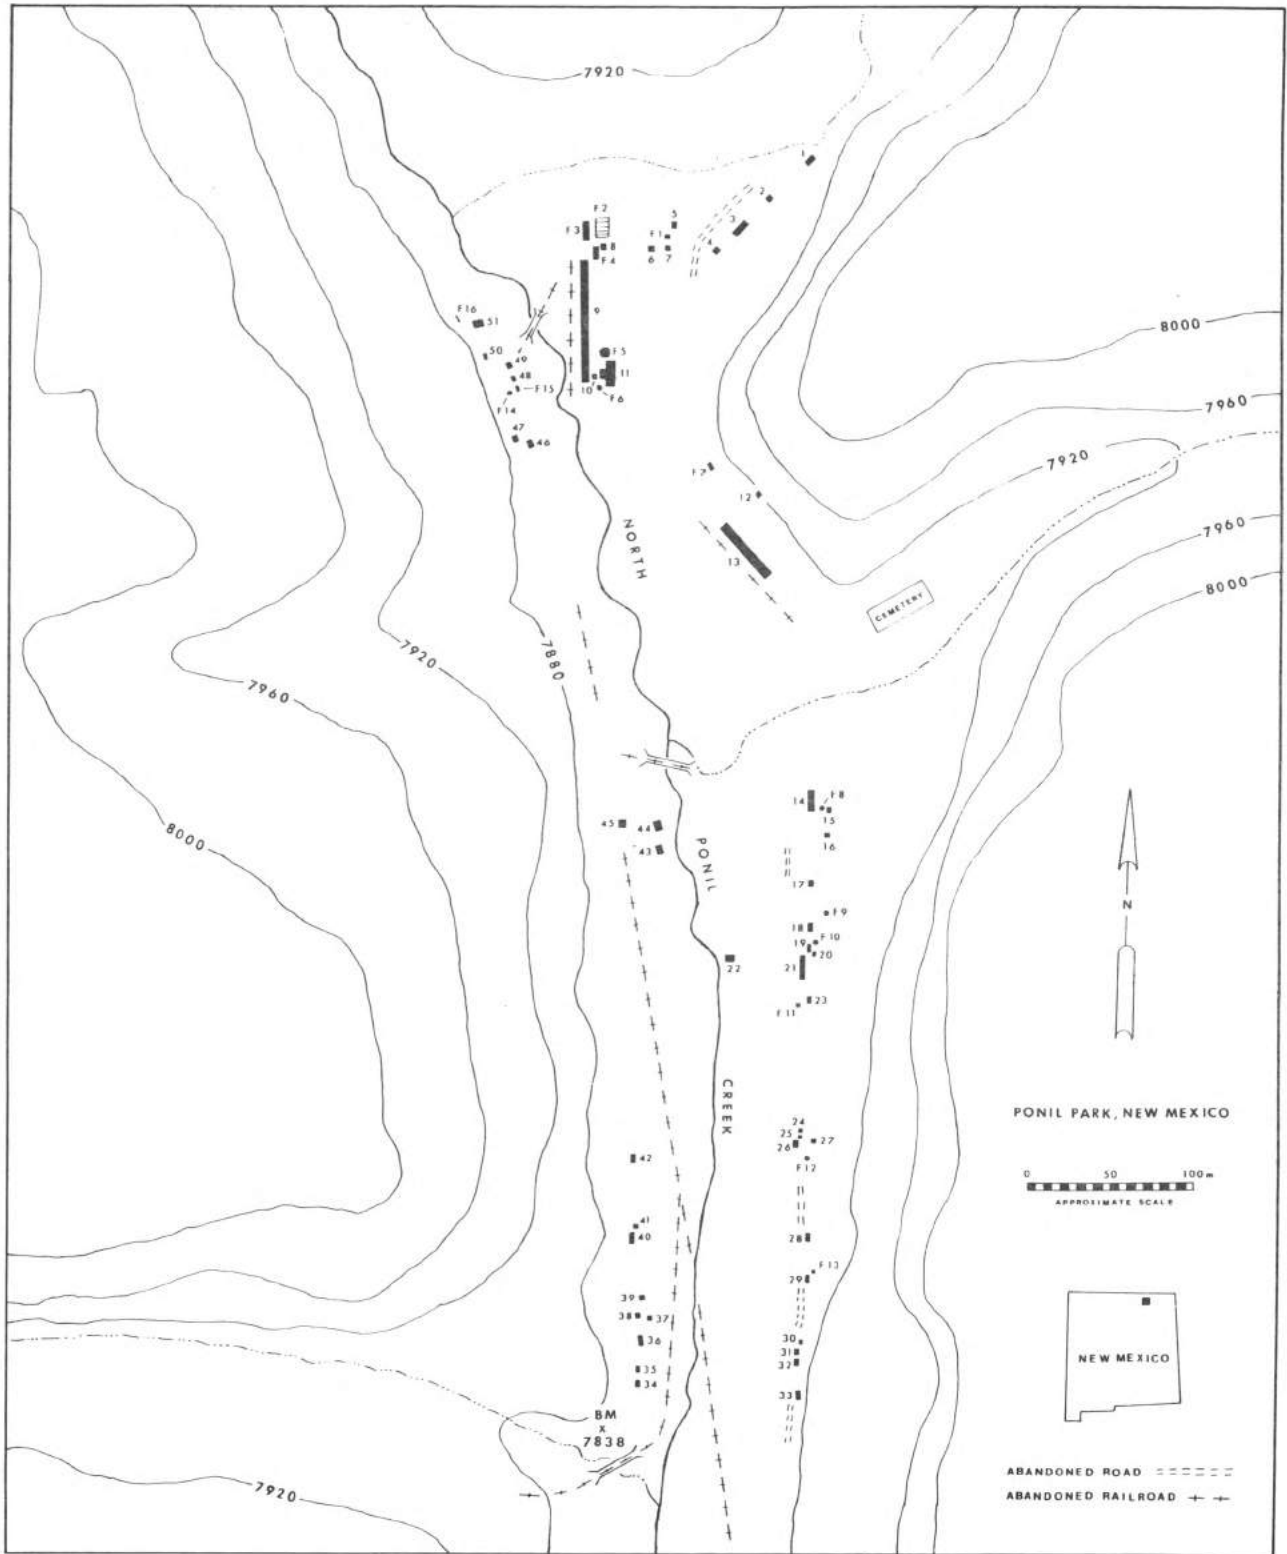 7920
1
2
3
4
5
F1
6
7
F2
F3
8
F4
9
F5
11
10
F6
F16
51
50
49
48
F15
F14
47
46
8000
7960
7920
7960
8000
F7
12
13
CEMETERY
NORTH
7880
7920
7960
8000
14
F8
15
16
45
44
43
PONIL
17
F9
18
F10
19
20
21
22
23
F11
N
CREEK
24
25
26
27
F12
42
41
40
28
F13
29
39
38
37
36
30
31
32
35
34
33
BM
x
7838
7920
PONIL PARK, NEW MEXICO
0 50 100 m
APPROXIMATE SCALE
NEW MEXICO
ABANDONED ROAD
ABANDONED RAILROAD